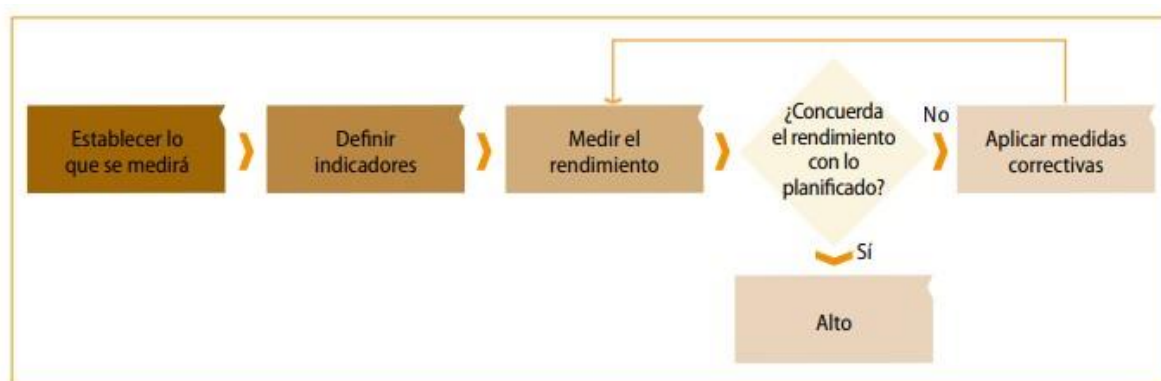 Establecer lo
que se medirá
Definir
indicadores
Medir el
rendimiento
¿Concuerda
el rendimiento
con lo
planificado?
No
Aplicar medidas
correctivas
Sí
Alto